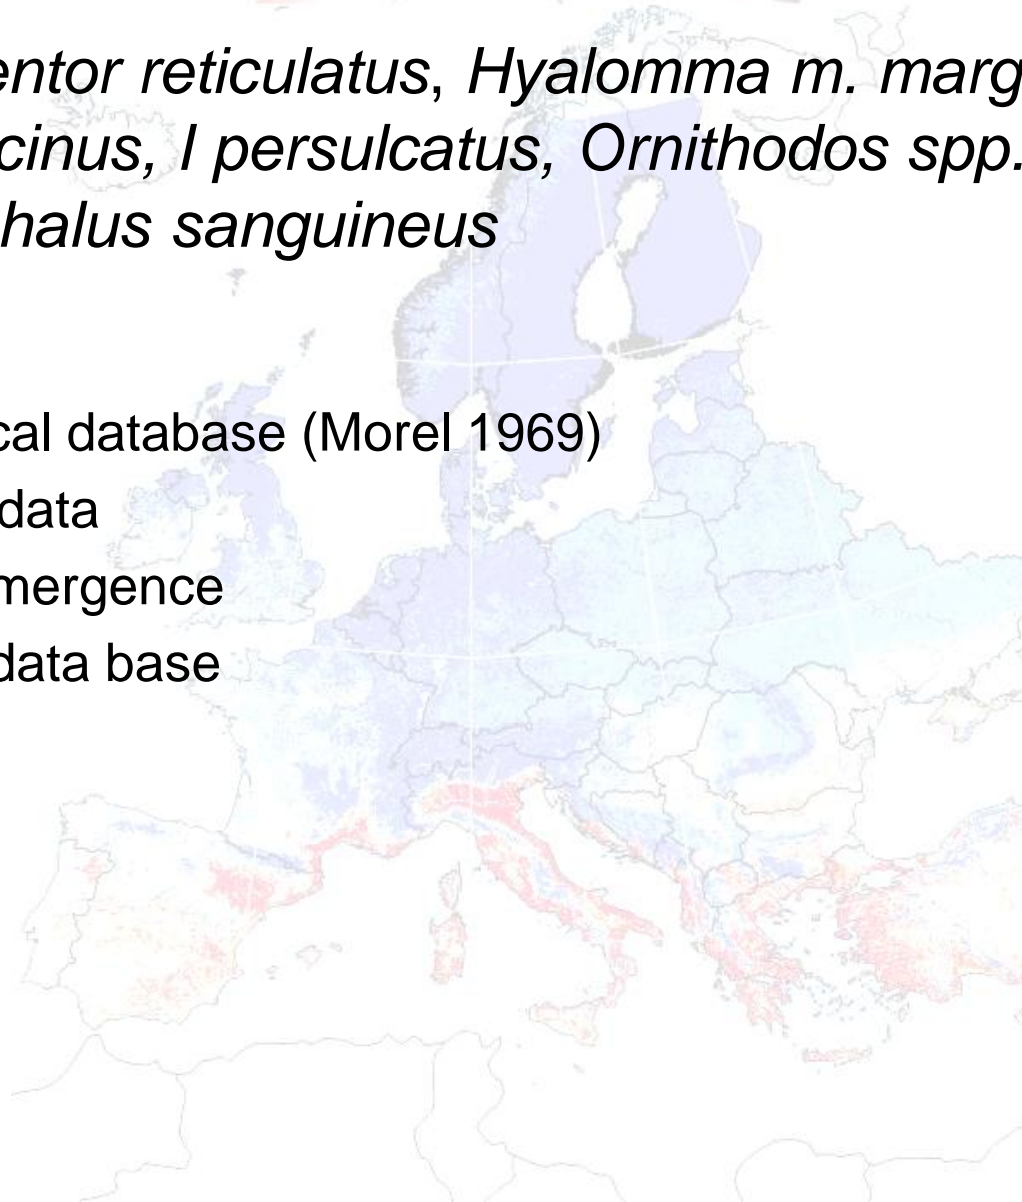 entor reticulatus, Hyalomma m. marg
cinus, I persulcatus, Ornithodos spp.
halus sanguineus
cal database (Morel 1969)
data
mergence
data base